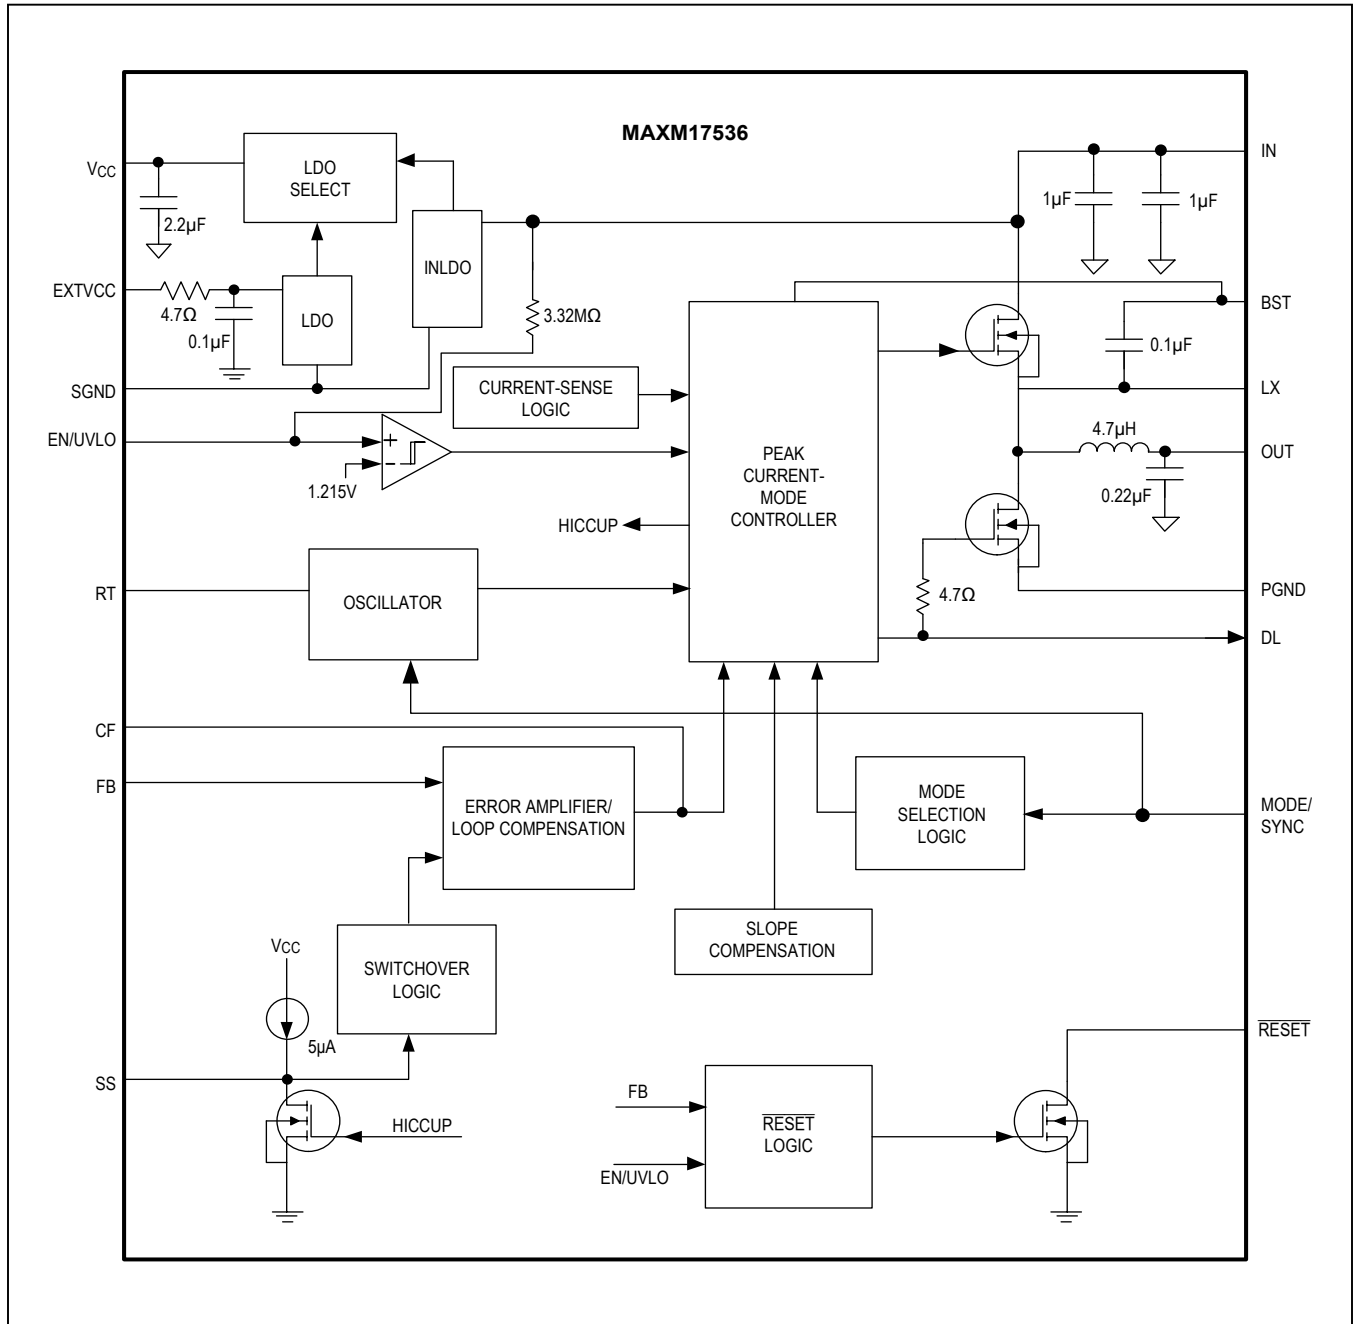 MAXM17536
VCC
LDO
SELECT
2.2µF
INLDO
IN
1µF
1µF
EXTVCC
4.7Ω
0.1µF
LDO
3.32MΩ
BST
0.1µF
SGND
CURRENT-SENSE
LOGIC
LX
EN/UVLO
+
-
1.215V
PEAK
CURRENT-
MODE
CONTROLLER
4.7µH
OUT
0.22µF
HICCUP
RT
OSCILLATOR
4.7Ω
PGND
DL
CF
FB
ERROR AMPLIFIER/
LOOP COMPENSATION
MODE
SELECTION
LOGIC
MODE/
SYNC
SLOPE
COMPENSATION
VCC
SWITCHOVER
LOGIC
5µA
SS
HICCUP
FB
EN/UVLO
RESET
LOGIC
RESET